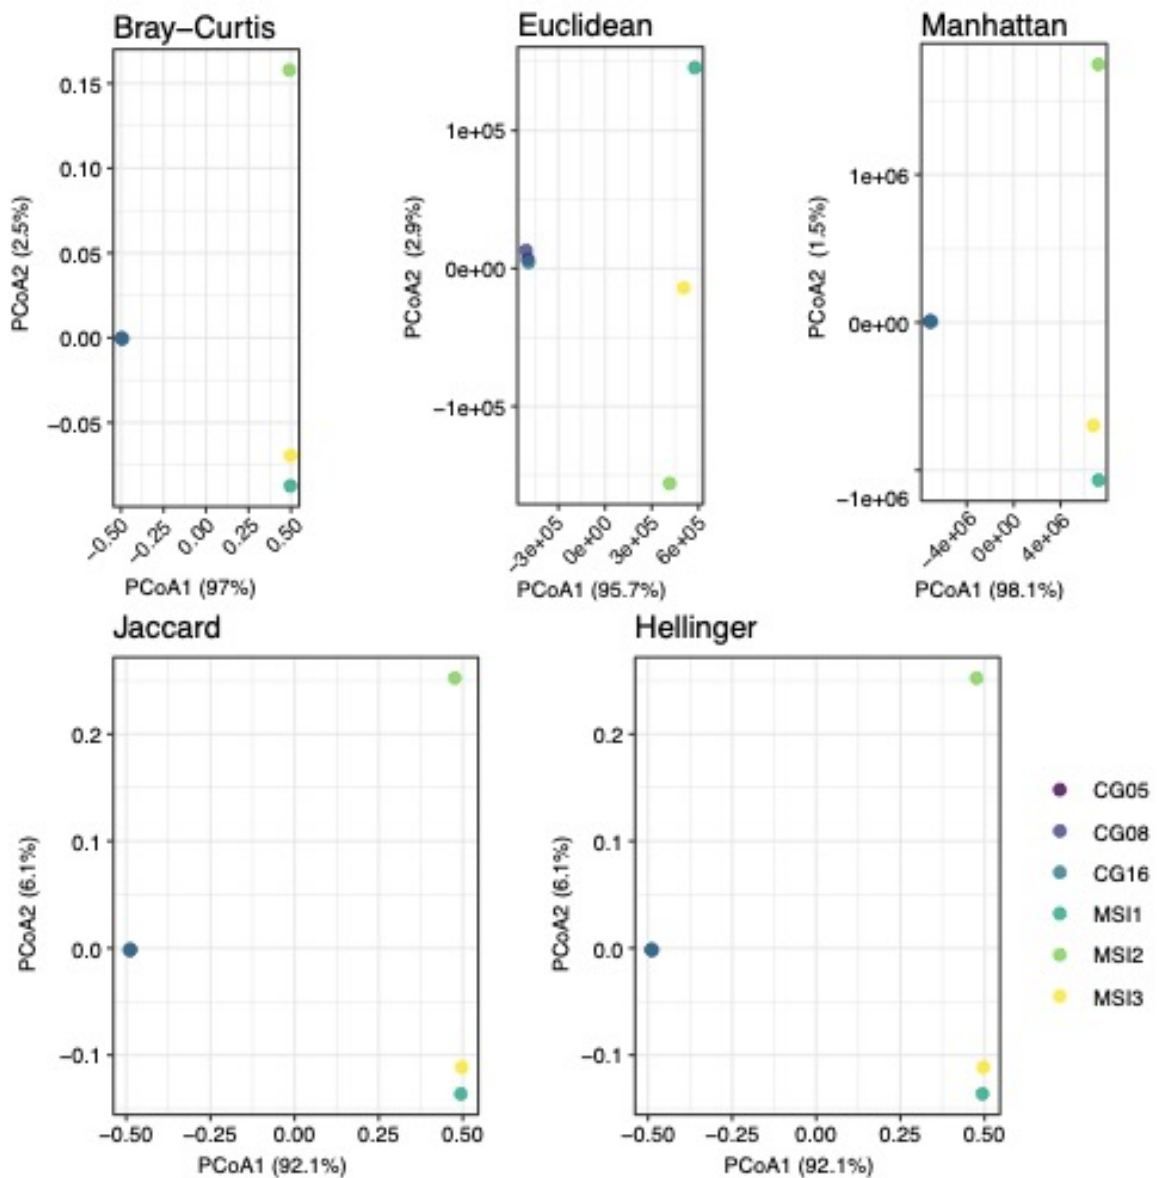 Bray–Curtis
0.15
0.10
0.05
0.00
−0.05
PCoA2 (2.5%)
−0.50 −0.25 0.00 0.25 0.50
PCoA1 (97%)
Euclidean
1e+05
0e+00
−1e+05
PCoA2 (2.9%)
−3e+05 0e+00 3e+05 6e+05
PCoA1 (95.7%)
Manhattan
1e+06
0e+00
−1e+06
PCoA2 (1.5%)
−4e+06 0e+00 4e+06
PCoA1 (98.1%)
Jaccard
0.2
0.1
0.0
−0.1
PCoA2 (6.1%)
−0.50 −0.25 0.00 0.25 0.50
PCoA1 (92.1%)
Hellinger
0.2
0.1
0.0
−0.1
PCoA2 (6.1%)
−0.50 −0.25 0.00 0.25 0.50
PCoA1 (92.1%)
CG05
CG08
CG16
MSI1
MSI2
MSI3